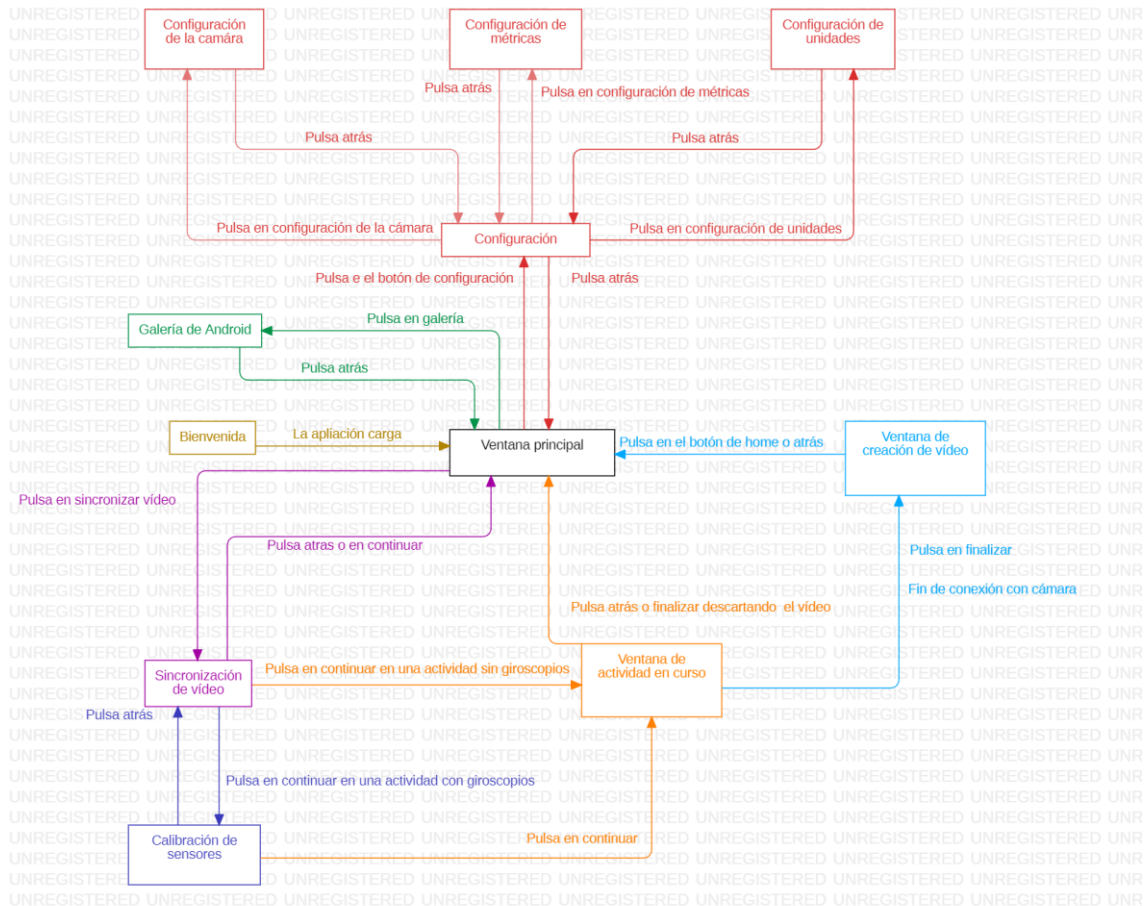 Configuración
de la camára
Configuración de
métricas
Configuración de
unidades
Pulsa atrás
Pulsa en configuración de métricas
Pulsa atrás
Pulsa atrás
Pulsa en configuración de la cámara
Configuración
Pulsa en configuración de unidades
Pulsa e el botón de configuración
Pulsa atrás
Galería de Android
Pulsa en galería
Pulsa atrás
Bienvenida
La apliación carga
Ventana principal
Pulsa en el botón de home o atrás
Ventana de
creación de vídeo
Pulsa en sincronizar vídeo
Pulsa atras o en continuar
Pulsa en finalizar
Fin de conexión con cámara
Pulsa atrás o finalizar descartando  el vídeo
Sincronización
de vídeo
Pulsa en continuar en una actividad sin giroscopios
Ventana de
actividad en curso
Pulsa atrás
Pulsa en continuar en una actividad con giroscopios
Calibración de
sensores
Pulsa en continuar
UNREGISTERED